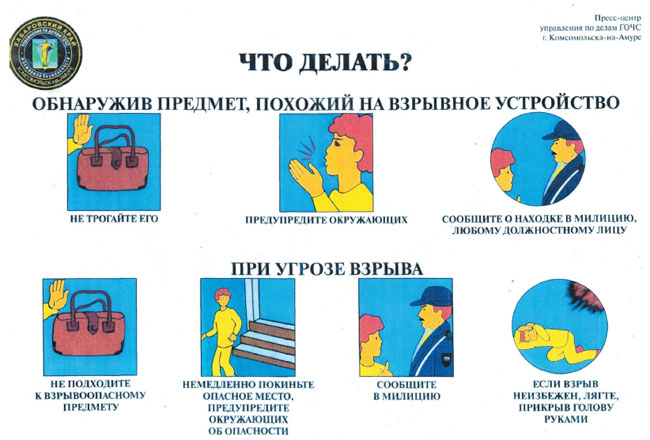 Пресс-центр
управления по делам ГОЧС
г. Комсомольска-на-Амуре
ХАБАРОВСКИЙ КРАЙ
ЧТО ДЕЛАТЬ?
ОБНАРУЖИВ ПРЕДМЕТ, ПОХОЖИЙ НА ВЗРЫВНОЕ УСТРОЙСТВО
НЕ ТРОГАЙТЕ ЕГО
ПРЕДУПРЕДИТЕ ОКРУЖАЮЩИХ
СООБЩИТЕ О НАХОДКЕ В МИЛИЦИЮ,
ЛЮБОМУ ДОЛЖНОСТНОМУ ЛИЦУ
ПРИ УГРОЗЕ ВЗРЫВА
НЕ ПОДХОДИТЕ
К ВЗРЫВООПАСНОМУ
ПРЕДМЕТУ
НЕМЕДЛЕННО ПОКИНЬТЕ
ОПАСНОЕ МЕСТО,
ПРЕДУПРЕДИТЕ
ОКРУЖАЮЩИХ
ОБ ОПАСНОСТИ
СООБЩИТЕ
В МИЛИЦИЮ
ЕСЛИ ВЗРЫВ
НЕИЗБЕЖЕН, ЛЯГТЕ,
ПРИКРЫВ ГОЛОВУ
РУКАМИ